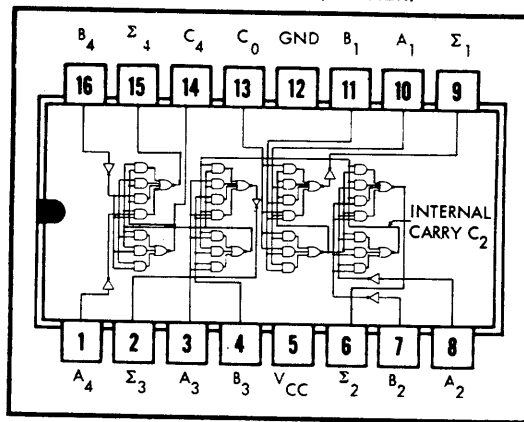 B4 Σ4 C4 C0 GND B1 A1 Σ1
16 15 14 13 12 11 10 9
INTERNAL
CARRY C2
1 2 3 4 5 6 7 8
A4 Σ3 A3 B3 VCC Σ2 B2 A2